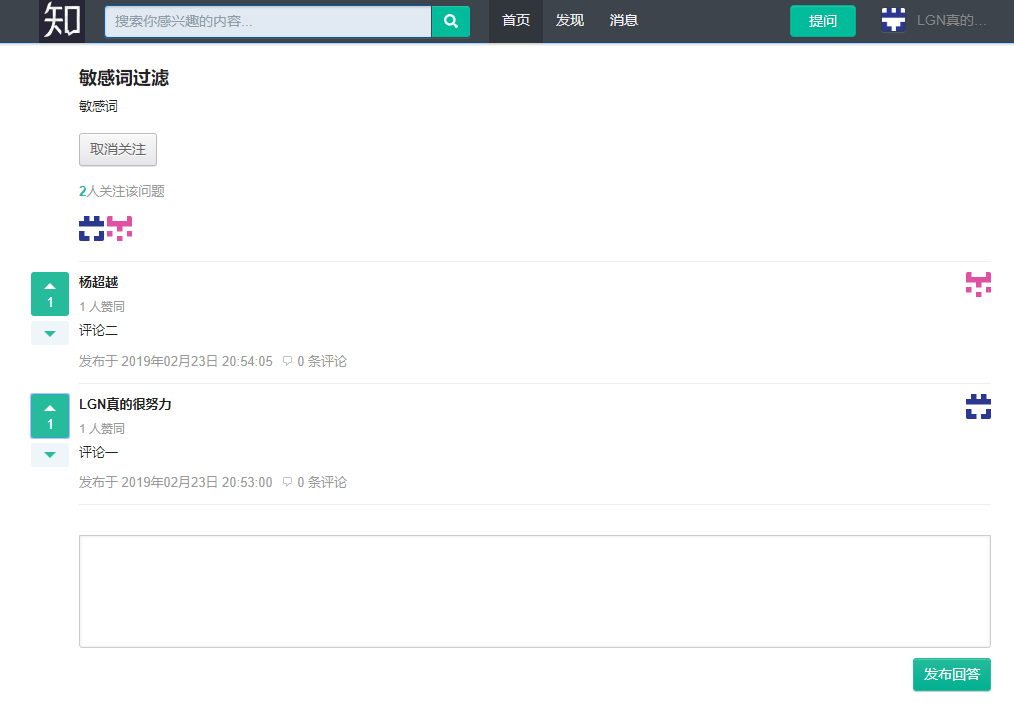 知 搜索你感兴趣的内容... 首页 发现 消息 提问 LGN真的...
敏感词过滤
敏感词
取消关注
2人关注该问题
杨超越
1
1 人赞同
评论二
发布于 2019年02月23日 20:54:05 0 条评论
LGN真的很努力
1
1 人赞同
评论一
发布于 2019年02月23日 20:53:00 0 条评论
发布回答